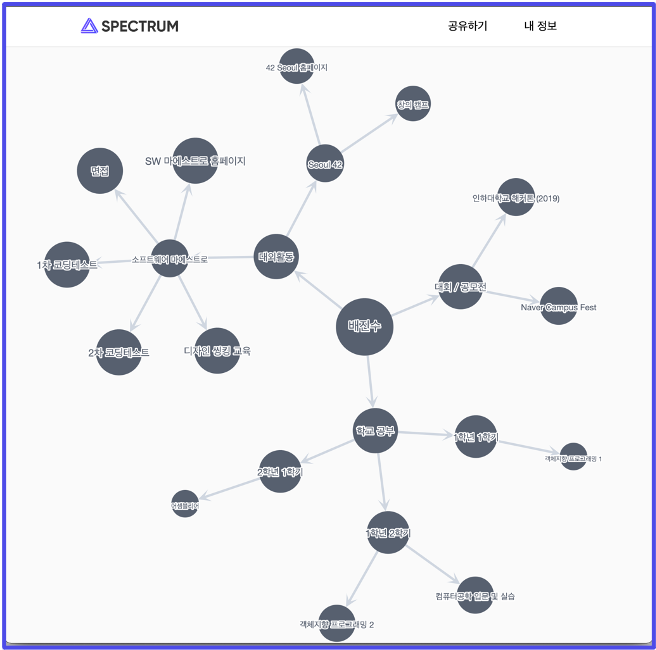 SPECTRUM
공유하기
내 정보
42 Seoul 홈페이지
창의 캠프
Seoul 42
SW 마에스트로 홈페이지
면접
인하대학교 해커톤 (2019)
1차 코딩테스트
소프트웨어 마에스트로
대외활동
대회 / 공모전
Naver Campus Fest
배진수
2차 코딩테스트
디자인 씽킹 교육
학교 공부
1학년 1학기
객체지향 프로그래밍 1
2학년 1학기
어셈블리어
1학년 2학기
컴퓨터공학 입문 및 실습
객체지향 프로그래밍 2